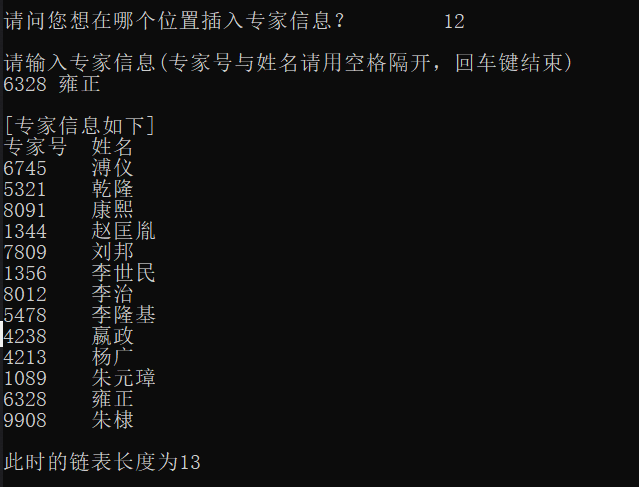 请问您想在哪个位置插入专家信息? 12
请输入专家信息(专家号与姓名请用空格隔开，回车键结束)
6328 雍正
[专家信息如下]
专家号 姓名
6745 溥仪
5321 乾隆
8091 康熙
1344 赵匡胤
7809 刘邦
1356 李世民
8012 李治
5478 李隆基
4238 嬴政
4213 杨广
1089 朱元璋
6328 雍正
9908 朱棣
此时的链表长度为13